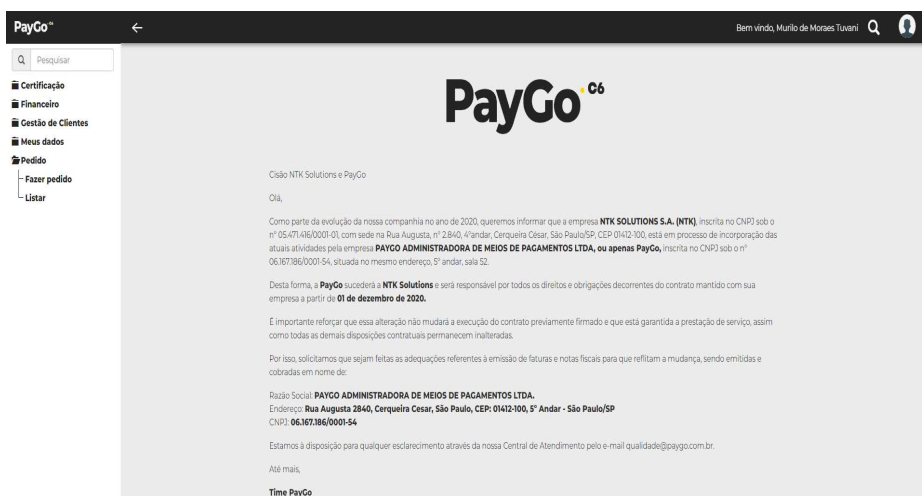 PayGo C6
Bem vindo, Murilo de Moraes Tuvani
Pesquisar
Certificação
Financeiro
Gestão de Clientes
Meus dados
Pedido
Fazer pedido
Listar
PayGo C6
Cisão NTK Solutions e PayGo
Olá,
Como parte da evolução da nossa companhia no ano de 2020, queremos informar que a empresa NTK SOLUTIONS S.A. (NTK), inscrita no CNPJ sob o
nº 05.471.416/0001-01, com sede na Rua Augusta, nº 2.840, 4ºandar, Cerqueira César, São Paulo/SP, CEP 01412-100, está em processo de incorporação das
atuais atividades pela empresa PAYGO ADMINISTRADORA DE MEIOS DE PAGAMENTOS LTDA, ou apenas PayGo, inscrita no CNPJ sob o nº
06.167.186/0001-54, situada no mesmo endereço, 5º andar, sala 52.
Desta forma, a PayGo sucederá a NTK Solutions e será responsável por todos os direitos e obrigações decorrentes do contrato mantido com sua
empresa a partir de 01 de dezembro de 2020.
É importante reforçar que essa alteração não mudará a execução do contrato previamente firmado e que está garantida a prestação de serviço, assim
como todas as demais disposições contratuais permanecem inalteradas.
Por isso, solicitamos que sejam feitas as adequações referentes à emissão de faturas e notas fiscais para que reflitam a mudança, sendo emitidas e
cobradas em nome de:
Razão Social: PAYGO ADMINISTRADORA DE MEIOS DE PAGAMENTOS LTDA.
Endereço: Rua Augusta 2840, Cerqueira Cesar, São Paulo, CEP: 01412-100, 5º Andar - São Paulo/SP
CNPJ: 06.167.186/0001-54
Estamos à disposição para qualquer esclarecimento através da nossa Central de Atendimento pelo e-mail qualidade@paygo.com.br.
Até mais,
Time PayGo